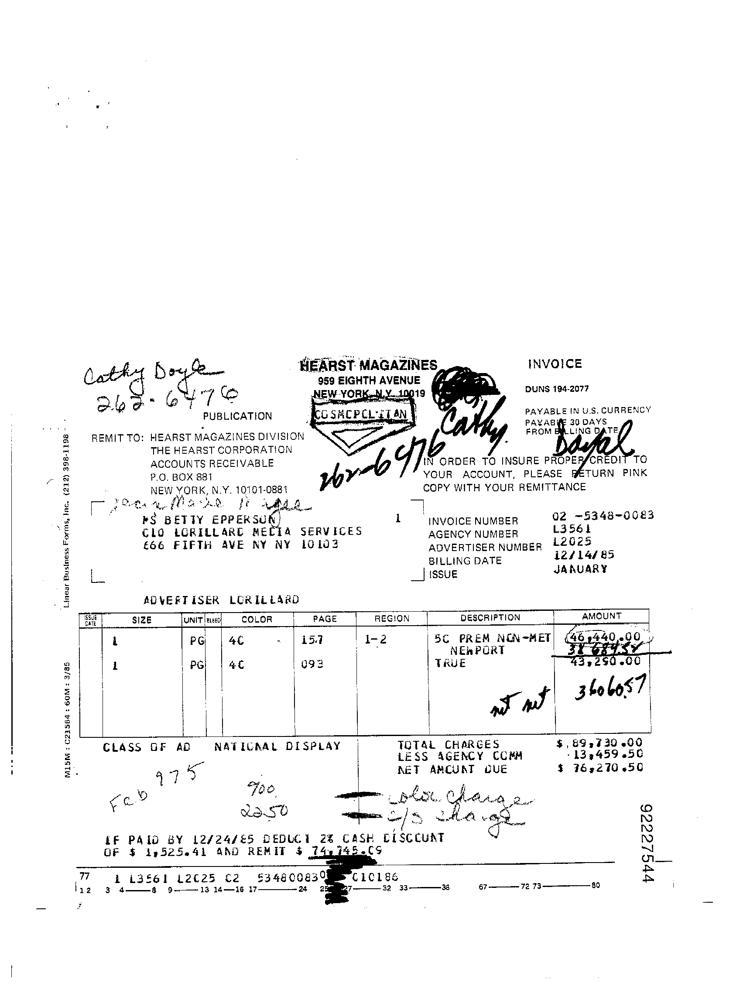 Cathy Doyle
262-6476
HEARST MAGAZINES
959 EIGHTH AVENUE
NEW YORK, N.Y. 10019
INVOICE
DUNS 194-2077
PUBLICATION
COSMOPOLITAN
Cathy
Doyal
262-6476
PAYABLE IN U.S. CURRENCY
PAYABLE 30 DAYS
FROM BILLING DATE
REMIT TO: HEARST MAGAZINES DIVISION
THE HEARST CORPORATION
ACCOUNTS RECEIVABLE
P.O. BOX 881
NEW YORK, N.Y. 10101-0881
IN ORDER TO INSURE PROPER CREDIT TO
YOUR ACCOUNT, PLEASE RETURN PINK
COPY WITH YOUR REMITTANCE
MS BETTY EPPERSON
C10 LORILLARD MEDIA SERVICES
666 FIFTH AVE NY NY 10103
1
INVOICE NUMBER 02 -5348-0083
AGENCY NUMBER L3561
ADVERTISER NUMBER L2025
BILLING DATE 12/14/85
ISSUE JANUARY
ADVERTISER LORILLARD
ISSUE DATE SIZE UNIT BLEED COLOR PAGE REGION DESCRIPTION AMOUNT
1 PG 4C - 157 1-2 5C PREM NON-MET 46,440.00
NEWPORT
1 PG 4C 093 TRUE 43,290.00
net net 36060.57
CLASS OF AD NATIONAL DISPLAY
TOTAL CHARGES $ 89,730.00
LESS AGENCY COMM 13,459.50
NET AMOUNT DUE $ 76,270.50
Feb 975
900
2250
color charge
c/s charge
IF PAID BY 12/24/85 DEDUCT 2% CASH DISCOUNT
OF $ 1,525.41 AND REMIT $ 74,745.09
77 1 L3561 L2025 C2 534800830 C10186
1 2 3 4 — 8 9 — 13 14 — 16 17 — 24 25 27 — 32 33 — 38 67 — 72 73 — 80
92227544
Linear Business Forms, Inc. (212) 398-1198
M15M : C23584 : 60M : 3/85